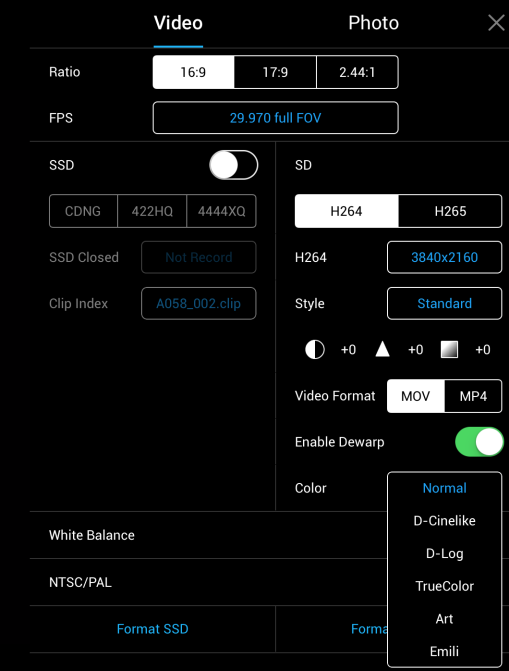 Video Photo
Ratio 16:9 17:9 2.44:1
FPS 29.970 full FOV
SSD SD
CDNG 422HQ 4444XQ H264 H265
SSD Closed Not Record H264 3840x2160
Clip Index A058_002.clip Style Standard
+0 +0 +0
Video Format MOV MP4
Enable Dewarp
Color Normal
D-Cinelike
White Balance
D-Log
NTSC/PAL TrueColor
Art
Format SSD Forma
Emili